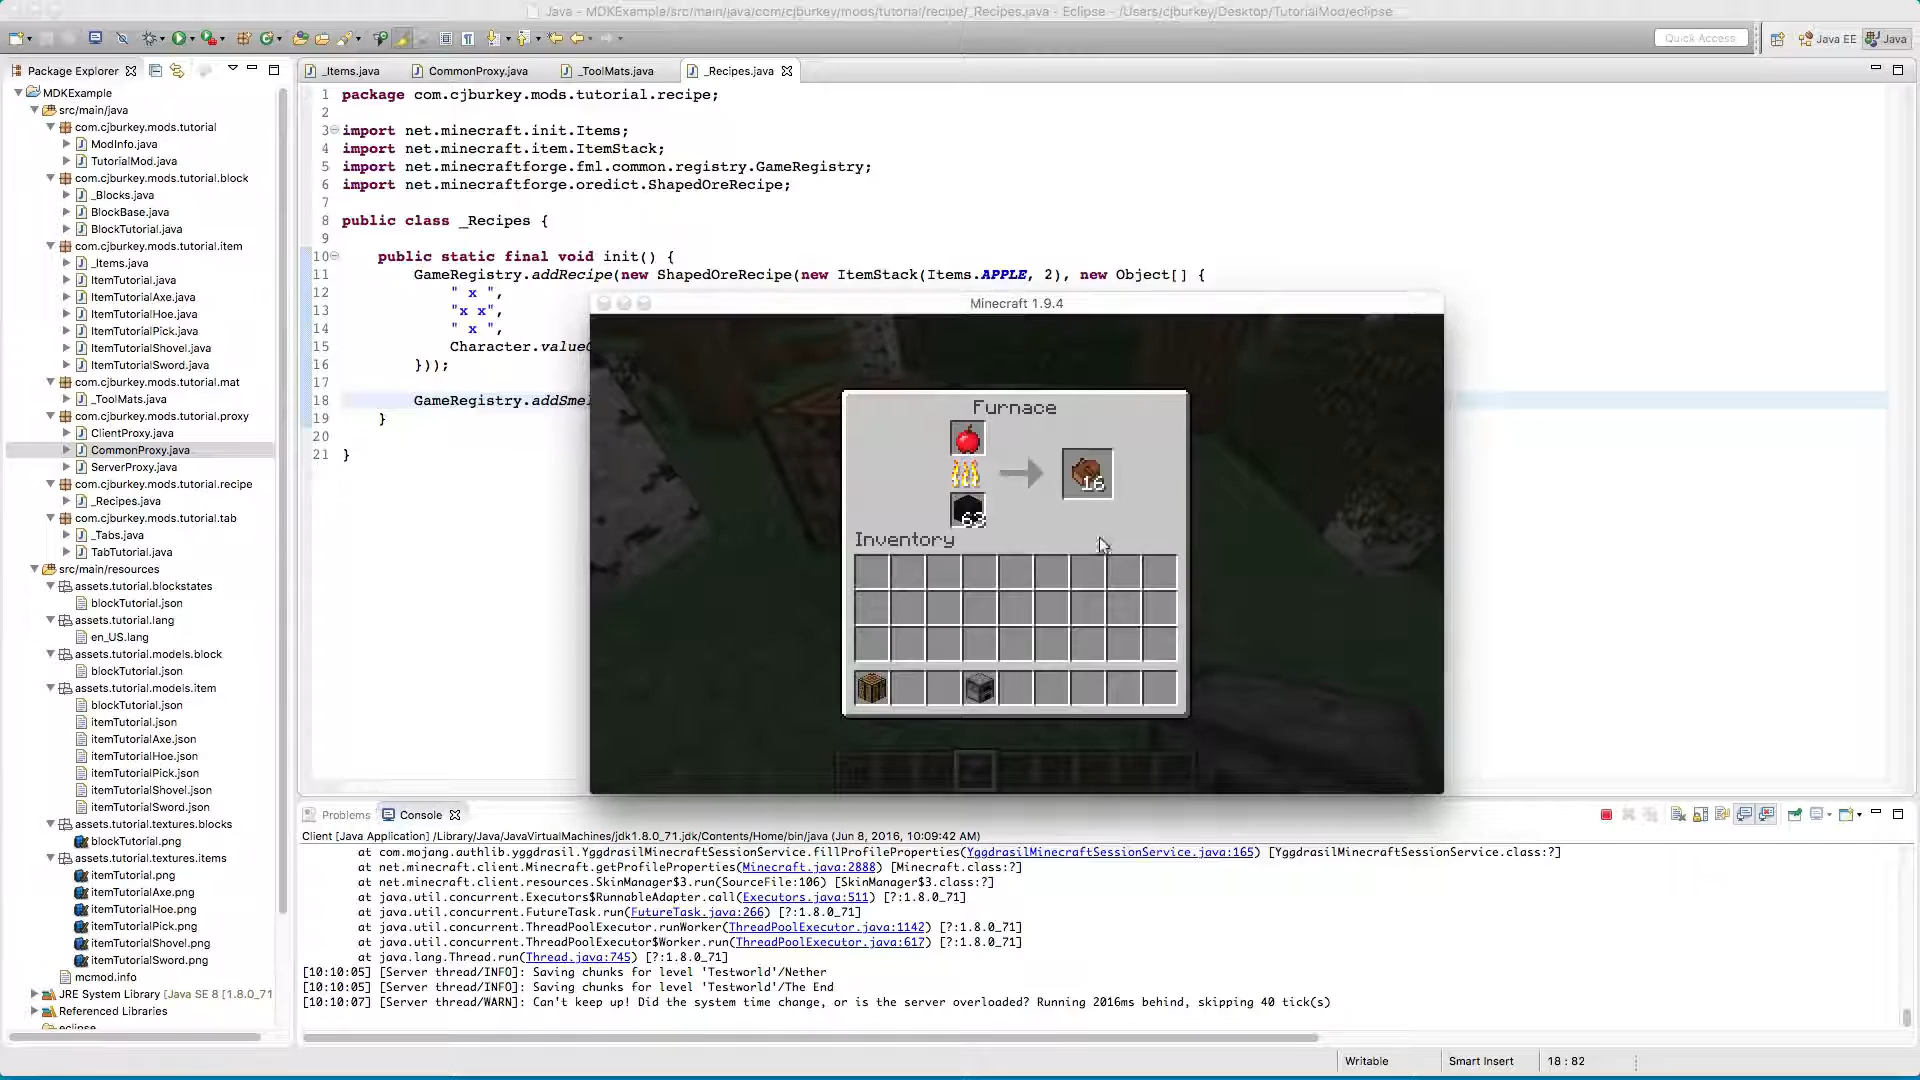 Java - MDKExample/src/main/java/com/cjburkey/mods/tutorial/recipe/_Recipes.java - Eclipse - /Users/cjburkey/Desktop/TutorialMod/eclipse
Quick Access
Java EE
Java
Package Explorer
_Items.java
CommonProxy.java
_ToolMats.java
_Recipes.java
MDKExample
src/main/java
com.cjburkey.mods.tutorial
ModInfo.java
TutorialMod.java
com.cjburkey.mods.tutorial.block
_Blocks.java
BlockBase.java
BlockTutorial.java
com.cjburkey.mods.tutorial.item
_Items.java
ItemTutorial.java
ItemTutorialAxe.java
ItemTutorialHoe.java
ItemTutorialPick.java
ItemTutorialShovel.java
ItemTutorialSword.java
com.cjburkey.mods.tutorial.mat
_ToolMats.java
com.cjburkey.mods.tutorial.proxy
ClientProxy.java
CommonProxy.java
ServerProxy.java
com.cjburkey.mods.tutorial.recipe
_Recipes.java
com.cjburkey.mods.tutorial.tab
_Tabs.java
TabTutorial.java
src/main/resources
assets.tutorial.blockstates
blockTutorial.json
assets.tutorial.lang
en_US.lang
assets.tutorial.models.block
blockTutorial.json
assets.tutorial.models.item
blockTutorial.json
itemTutorial.json
itemTutorialAxe.json
itemTutorialHoe.json
itemTutorialPick.json
itemTutorialShovel.json
itemTutorialSword.json
assets.tutorial.textures.blocks
blockTutorial.png
assets.tutorial.textures.items
itemTutorial.png
itemTutorialAxe.png
itemTutorialHoe.png
itemTutorialPick.png
itemTutorialShovel.png
itemTutorialSword.png
mcmod.info
JRE System Library [Java SE 8 [1.8.0_71
Referenced Libraries
eclipse
1 package com.cjburkey.mods.tutorial.recipe;
2
3 import net.minecraft.init.Items;
4 import net.minecraft.item.ItemStack;
5 import net.minecraftforge.fml.common.registry.GameRegistry;
6 import net.minecraftforge.oredict.ShapedOreRecipe;
7
8 public class _Recipes {
9
10 public static final void init() {
11 GameRegistry.addRecipe(new ShapedOreRecipe(new ItemStack(Items.APPLE, 2), new Object[] {
12 " x ",
13 "x x",
14 " x ",
15 Character.value
16 }));
17
18 GameRegistry.addSmel
19 }
20
21 }
Minecraft 1.9.4
Furnace
16
63
Inventory
Problems
Console
Client [Java Application] /Library/Java/JavaVirtualMachines/jdk1.8.0_71.jdk/Contents/Home/bin/java (Jun 8, 2016, 10:09:42 AM)
at com.mojang.authlib.yggdrasil.YggdrasilMinecraftSessionService.fillProfileProperties(YggdrasilMinecraftSessionService.java:165) [YggdrasilMinecraftSessionService.class:?]
at net.minecraft.client.Minecraft.getProfileProperties(Minecraft.java:2888) [Minecraft.class:?]
at net.minecraft.client.resources.SkinManager$3.run(SourceFile:106) [SkinManager$3.class:?]
at java.util.concurrent.Executors$RunnableAdapter.call(Executors.java:511) [?:1.8.0_71]
at java.util.concurrent.FutureTask.run(FutureTask.java:266) [?:1.8.0_71]
at java.util.concurrent.ThreadPoolExecutor.runWorker(ThreadPoolExecutor.java:1142) [?:1.8.0_71]
at java.util.concurrent.ThreadPoolExecutor$Worker.run(ThreadPoolExecutor.java:617) [?:1.8.0_71]
at java.lang.Thread.run(Thread.java:745) [?:1.8.0_71]
[10:10:05] [Server thread/INFO]: Saving chunks for level 'Testworld'/Nether
[10:10:05] [Server thread/INFO]: Saving chunks for level 'Testworld'/The End
[10:10:07] [Server thread/WARN]: Can't keep up! Did the system time change, or is the server overloaded? Running 2016ms behind, skipping 40 tick(s)
Writable
Smart Insert
18 : 82